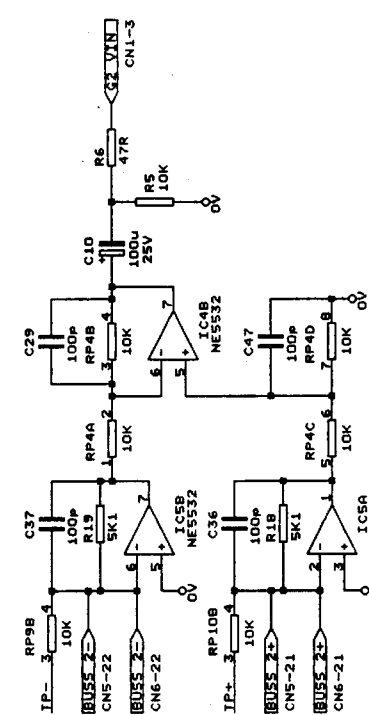 G2 VIN
CN1-3
R6
47R
R5
10K
0V
C10
+
100u
25V
C29
100p
RP4B
3
4
10K
6
5
7
-
+
IC4B
NE5532
C47
100p
RP4D
7
8
10K
0V
RP4A
1
2
10K
RP4C
5
6
10K
C37
100p
R19
5K1
6
5
7
-
+
IC5B
NE5532
0V
C36
100p
R18
5K1
2
3
1
-
+
IC5A
RP9B
3
4
10K
BUSS 2-
CN5-22
BUSS 2-
CN6-22
RP10B
3
4
10K
BUSS 2+
CN5-21
BUSS 2+
CN6-21